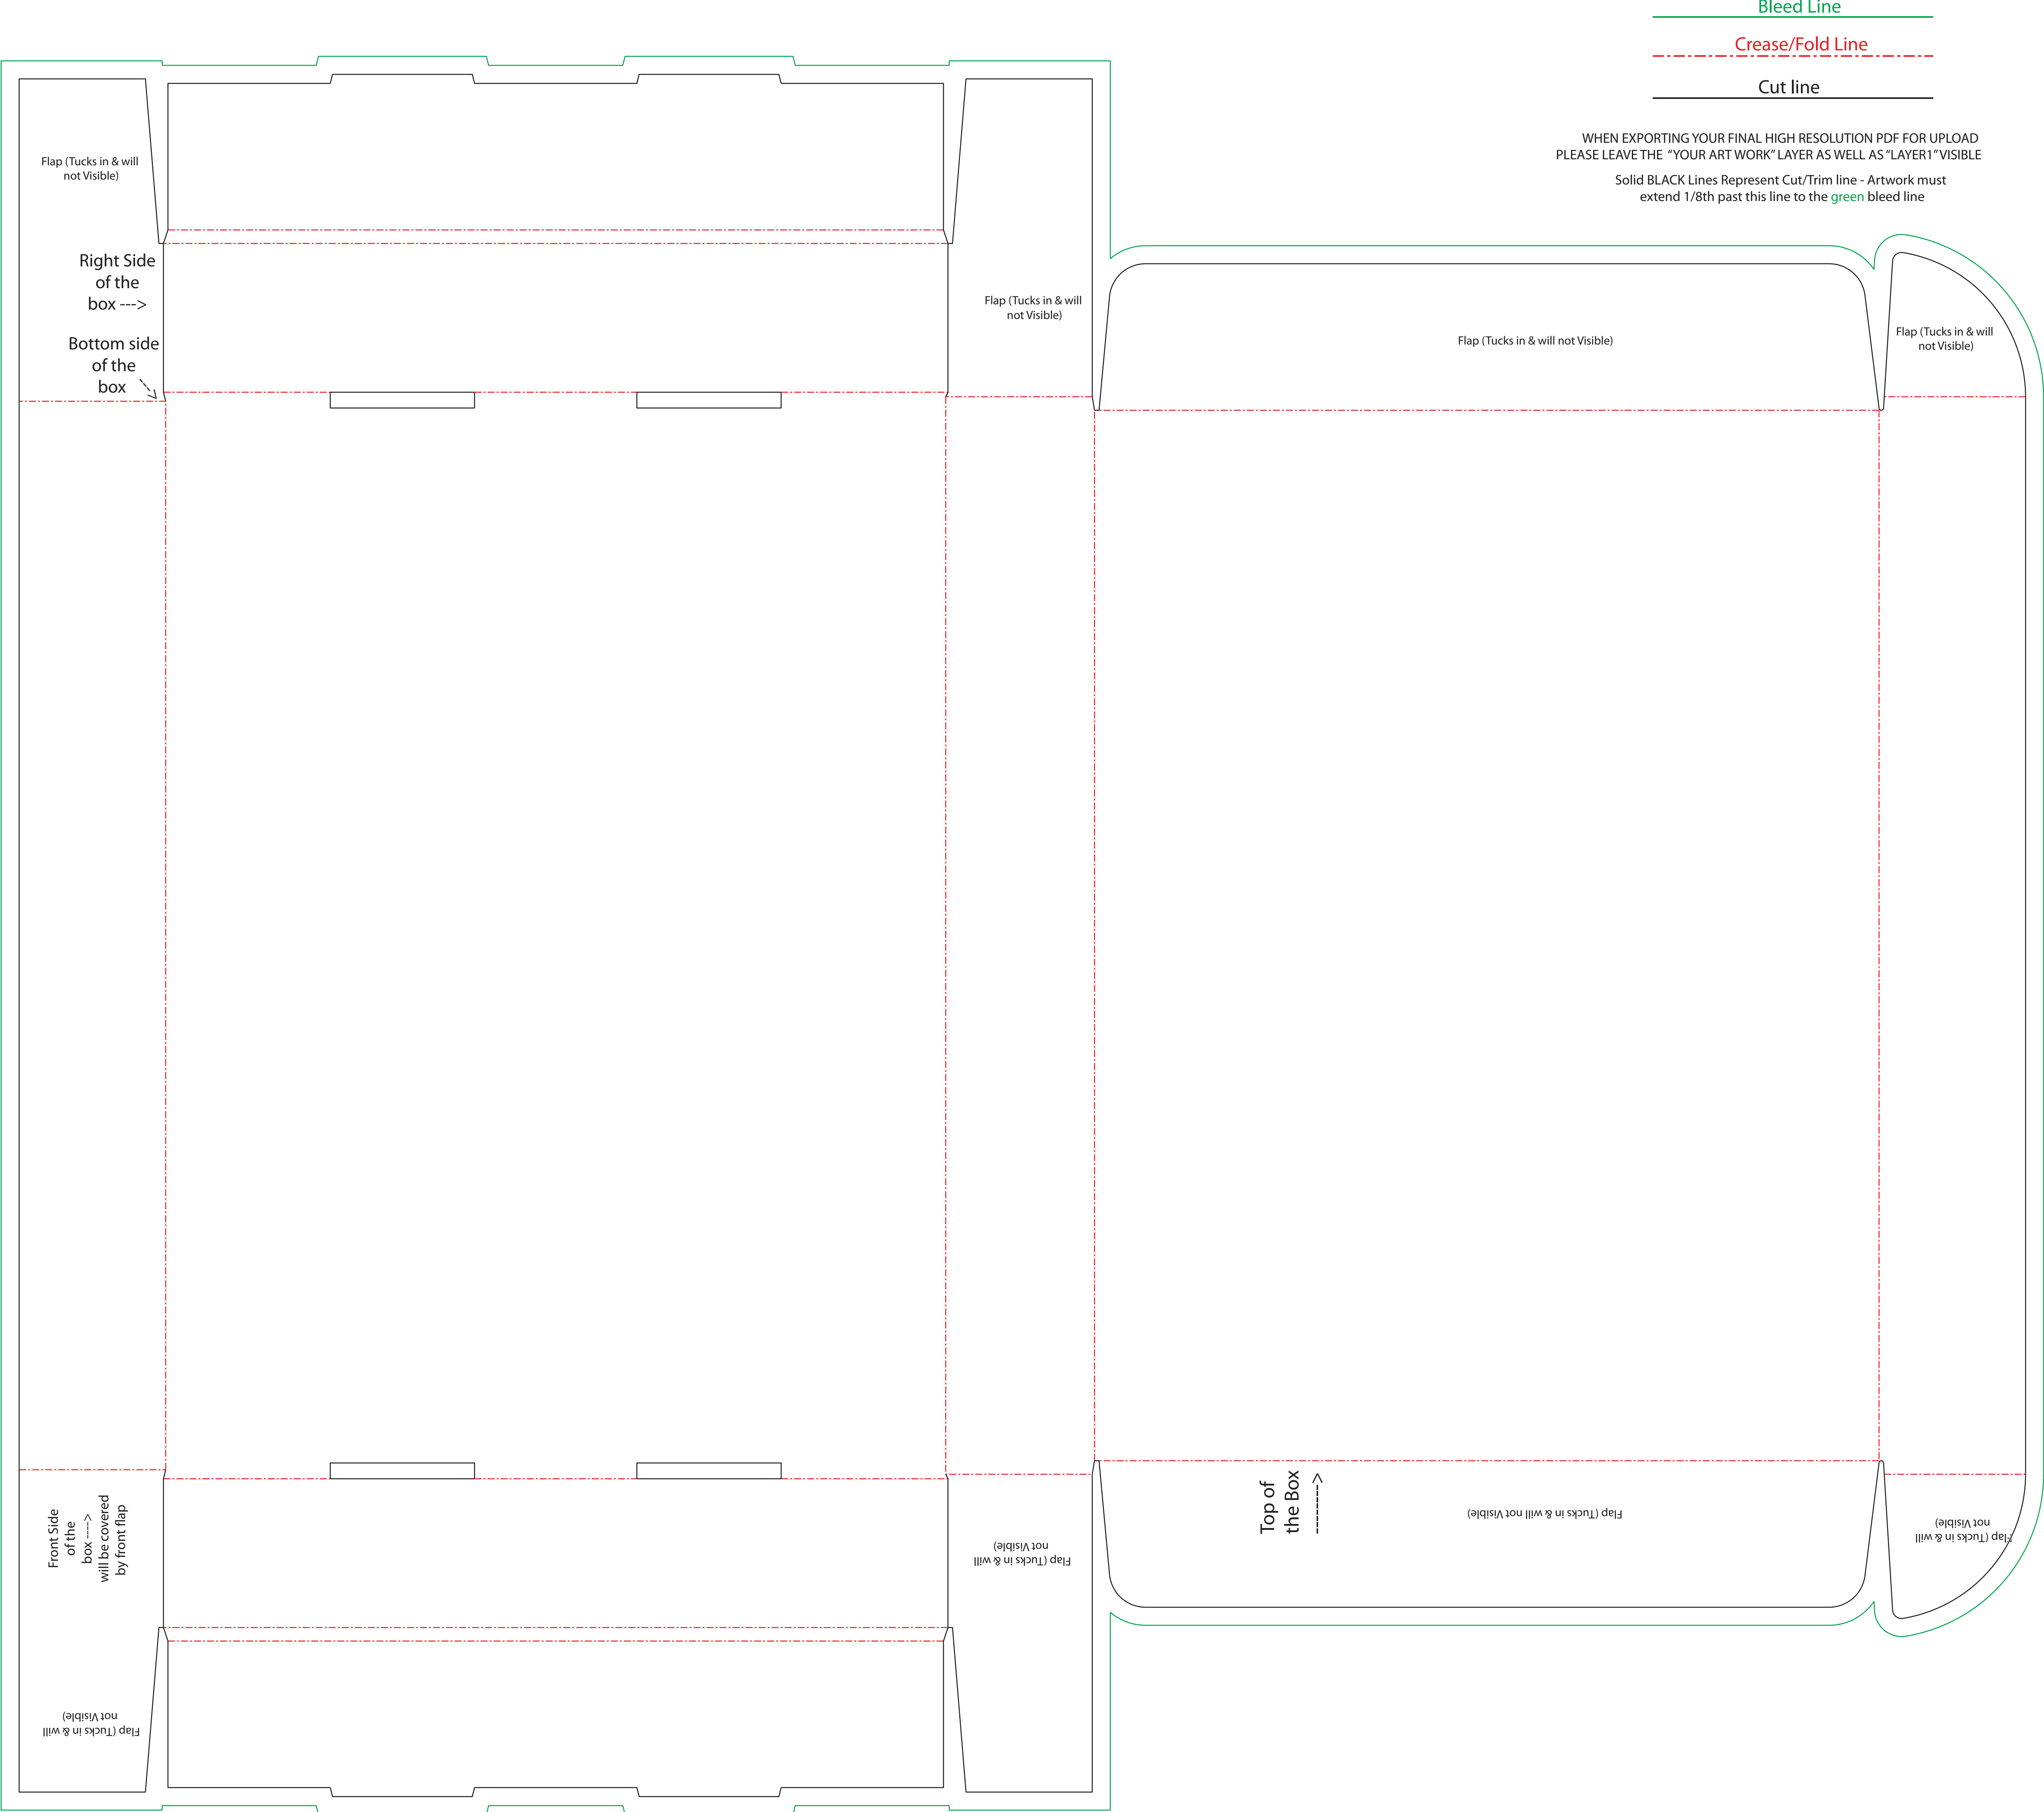 Bleed Line
Crease/Fold Line
Cut line
WHEN EXPORTING YOUR FINAL HIGH RESOLUTION PDF FOR UPLOAD
PLEASE LEAVE THE “YOUR ART WORK” LAYER AS WELL AS “LAYER1” VISIBLE
Solid BLACK Lines Represent Cut/Trim line - Artwork must
extend 1/8th past this line to the green bleed line
Flap (Tucks in & will
not Visible)
Right Side
of the
box --->
Bottom side
of the
box
Flap (Tucks in & will
not Visible)
Flap (Tucks in & will not Visible)
Flap (Tucks in & will
not Visible)
Front Side
of the
box ---->
will be covered
by front flap
Flap (Tucks in & will
not Visible)
Top of
the Box
-------->
Flap (Tucks in & will not Visible)
Flap (Tucks in & will
not Visible)
Flap (Tucks in & will
not Visible)